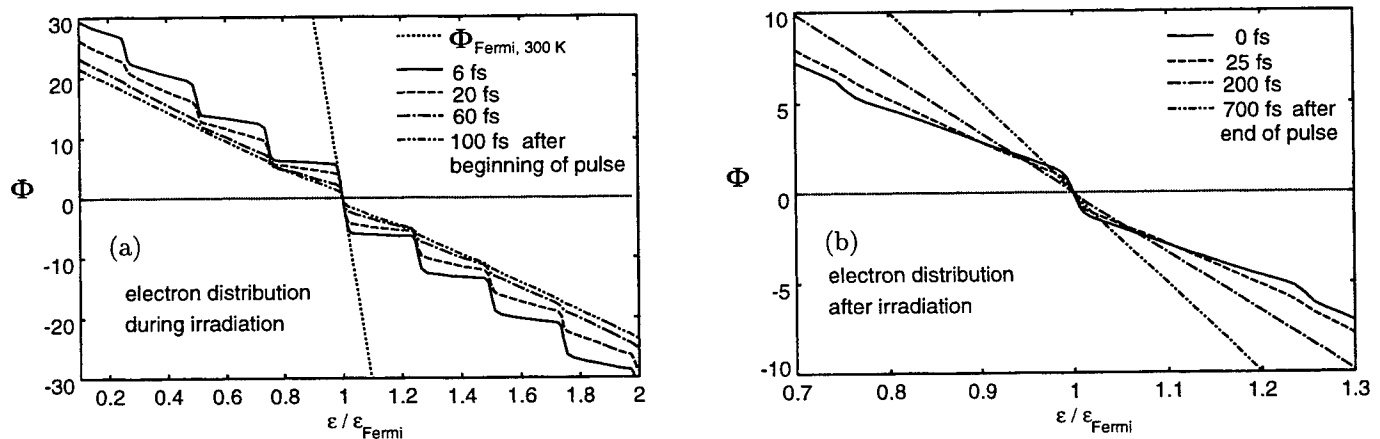 30
20
10
0
-10
-20
-30
Φ
Φ Fermi, 300 K
6 fs
20 fs
60 fs
100 fs after
beginning of pulse
(a)
electron distribution
during irradiation
0.2 0.4 0.6 0.8 1 1.2 1.4 1.6 1.8 2
ε / ε Fermi
10
5
0
-5
-10
Φ
0 fs
25 fs
200 fs
700 fs after
end of pulse
(b)
electron distribution
after irradiation
0.7 0.8 0.9 1 1.1 1.2 1.3
ε / ε Fermi